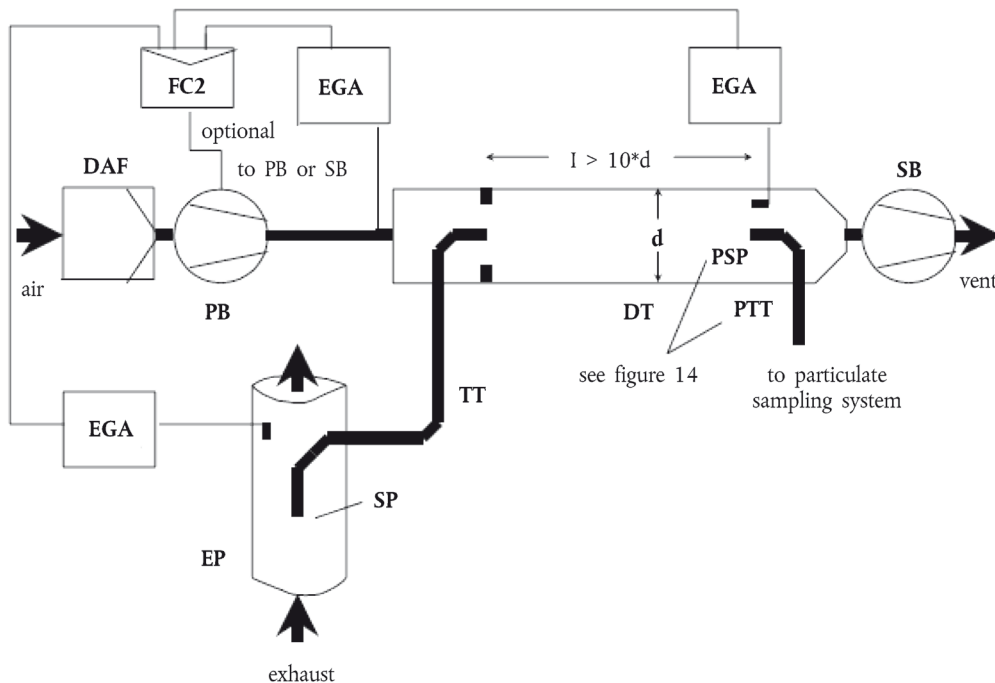 FC2
EGA
EGA
optional
to PB or SB
DAF
l > 10*d
SB
d
PSP
air
PB
DT
PTT
vent
see figure 14
to particulate
sampling system
TT
EGA
SP
EP
exhaust